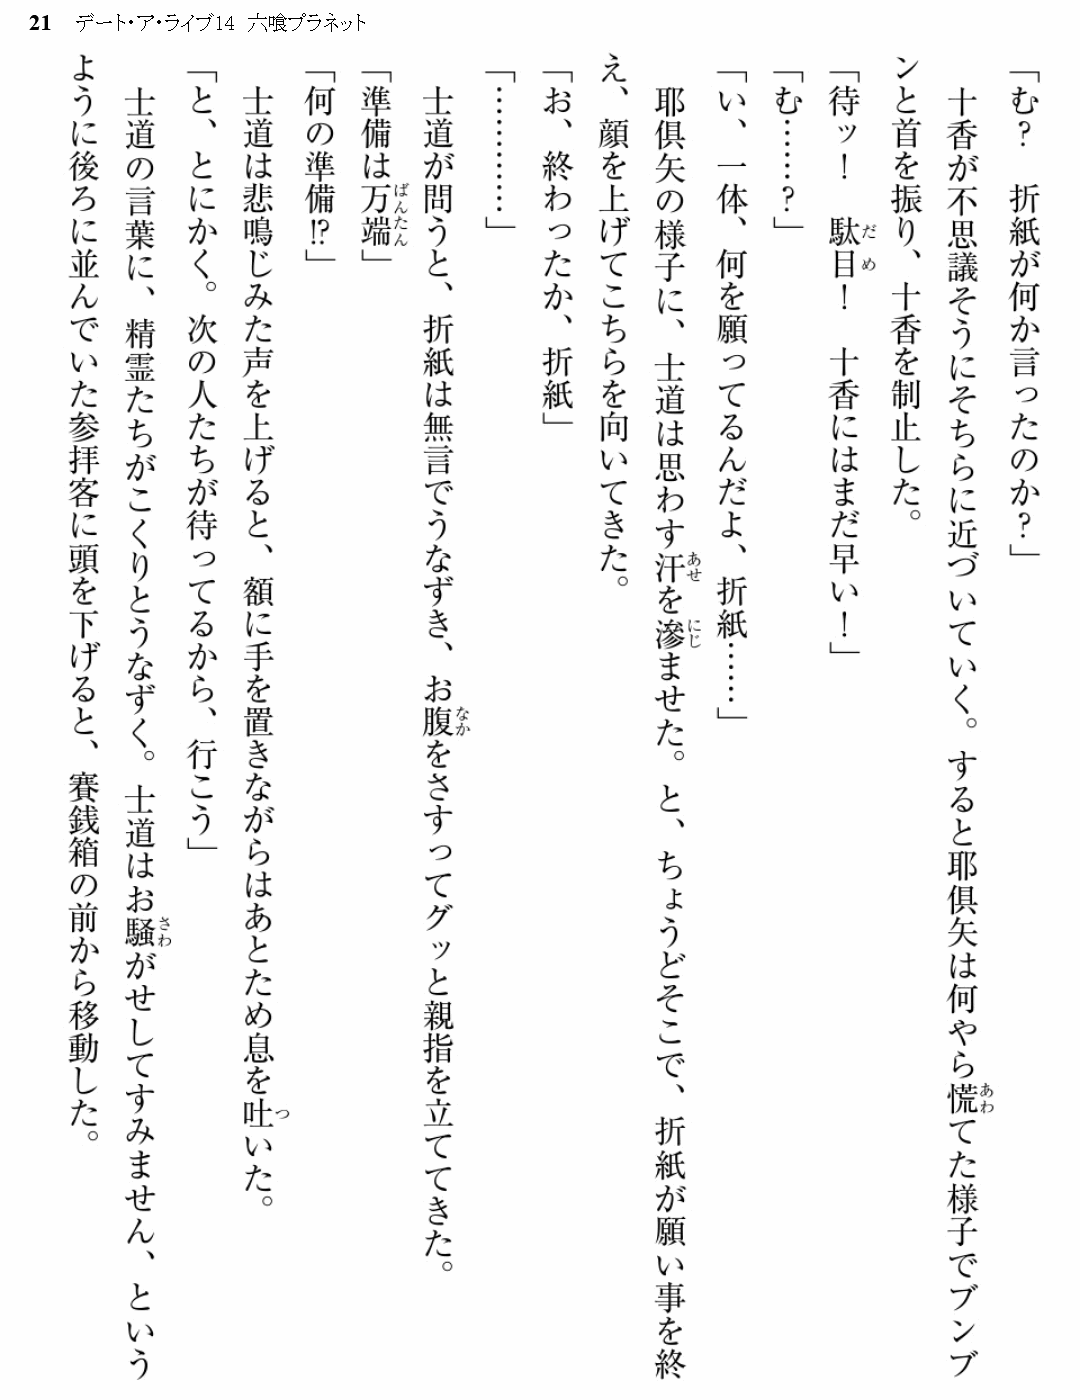 21 デート・ア・ライブ14 六喰プラネット
「む? 折紙が何か言ったのか?」
十香が不思議そうにそちらに近づいていく。すると耶倶矢は何やら慌てた様子でブンブ
ンと首を振り、十香を制止した。
「待ッ! 駄目! 十香にはまだ早い!」
「む……?」
「い、一体、何を願ってるんだよ、折紙……」
耶倶矢の様子に、士道は思わす汗を滲ませた。と、ちょうどそこで、折紙が願い事を終
え、顔を上げてこちらを向いてきた。
「お、終わったか、折紙」
「…………」
士道が問うと、折紙は無言でうなずき、お腹をさすってグッと親指を立ててきた。
「準備は万端」
「何の準備!?」
士道は悲鳴じみた声を上げると、額に手を置きながらはあとため息を吐いた。
「と、とにかく。次の人たちが待ってるから、行こう」
士道の言葉に、精霊たちがこくりとうなずく。士道はお騒がせしてすみません、という
ように後ろに並んでいた参拝客に頭を下げると、賽銭箱の前から移動した。